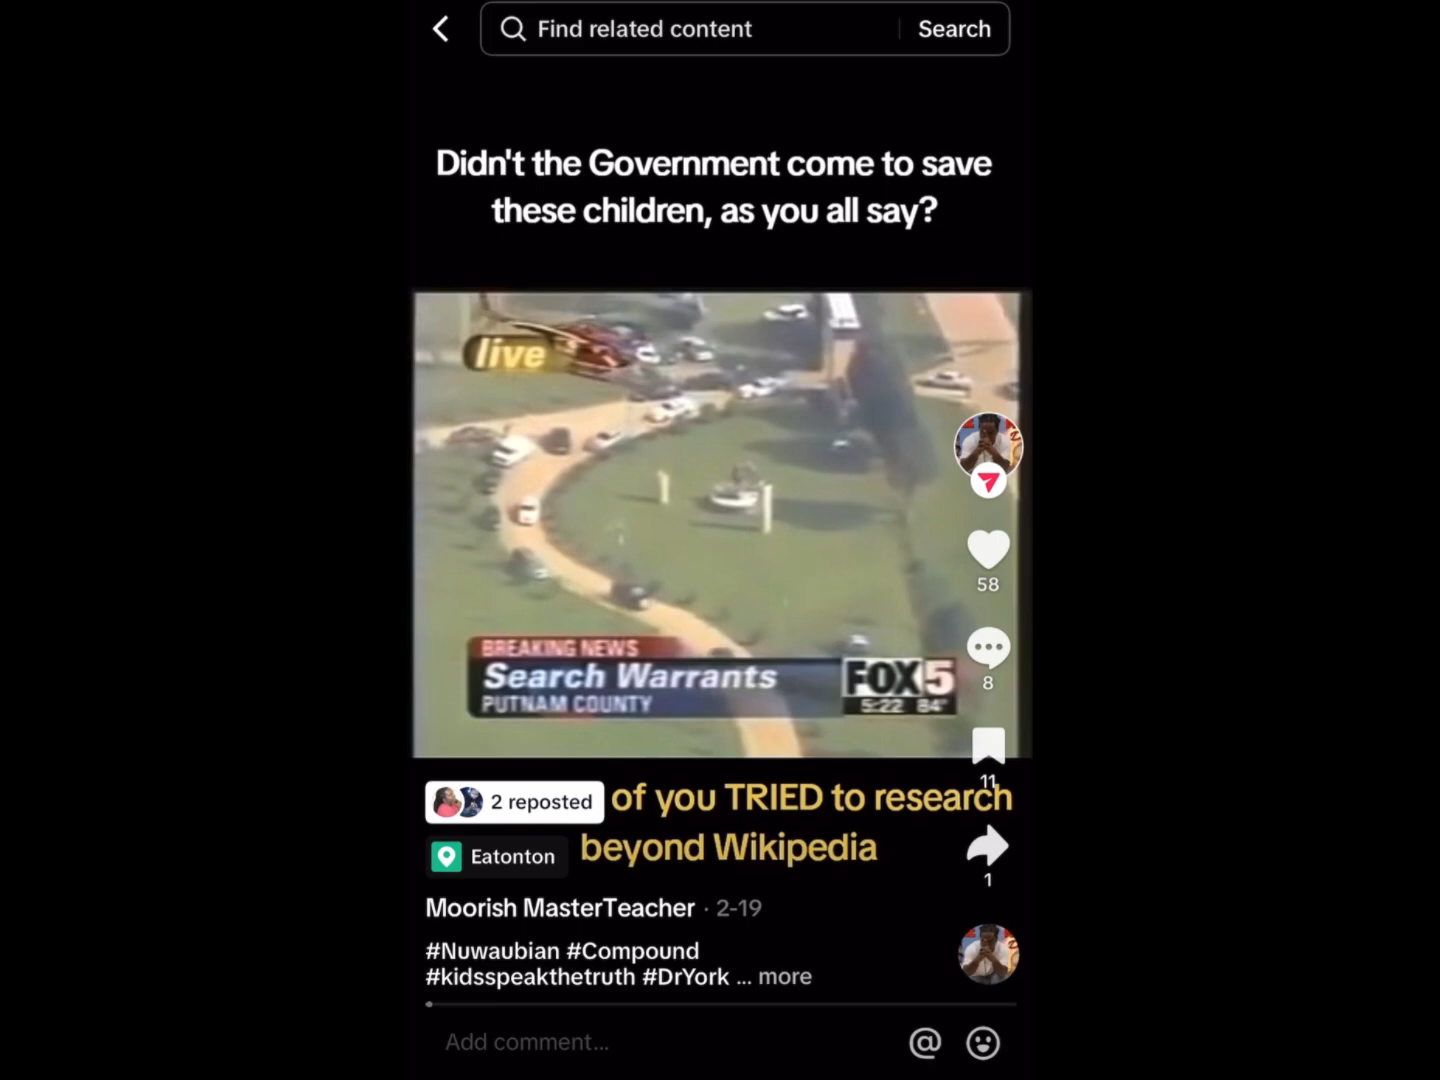 Find related content
Search
Didn't the Government come to save
these children, as you all say?
live
BREAKING NEWS
Search Warrants
PUTNAM COUNTY
FOX5
5:22 84°
58
8
11
2 reposted
of you TRIED to research
beyond Wikipedia
Eatonton
1
Moorish MasterTeacher · 2-19
#Nuwaubian #Compound
#kidsspeakthetruth #DrYork ... more
Add comment...
@